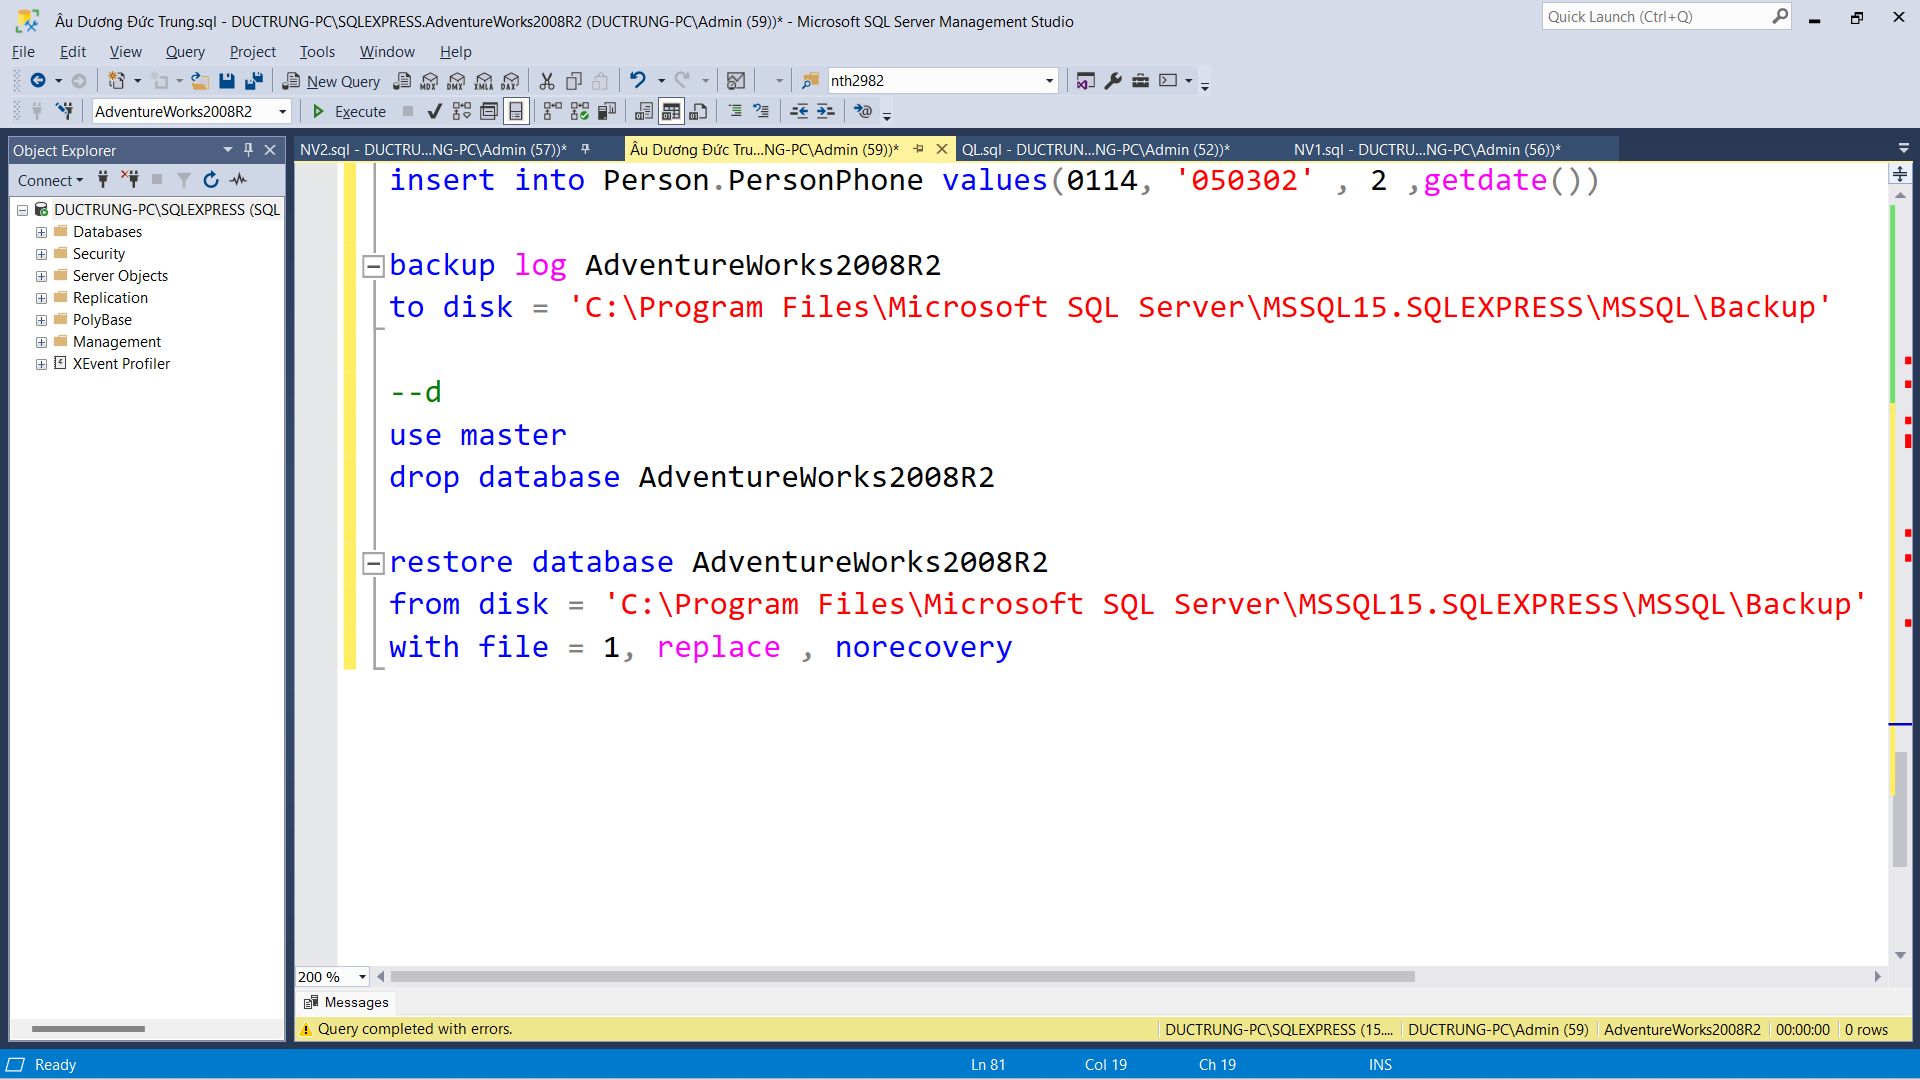 Âu Dương Đức Trung.sql - DUCTRUNG-PC\SQLEXPRESS.AdventureWorks2008R2 (DUCTRUNG-PC\Admin (59))* - Microsoft SQL Server Management Studio
Quick Launch (Ctrl+Q)
File Edit View Query Project Tools Window Help
New Query MDX DMX XMLA DAX nth2982
AdventureWorks2008R2 Execute
Object Explorer
NV2.sql - DUCTRU...NG-PC\Admin (57))* Âu Dương Đức Tru...NG-PC\Admin (59))* QL.sql - DUCTRUN...NG-PC\Admin (52))* NV1.sql - DUCTRU...NG-PC\Admin (56))*
Connect
DUCTRUNG-PC\SQLEXPRESS (SQL
Databases
Security
Server Objects
Replication
PolyBase
Management
XEvent Profiler
insert into Person.PersonPhone values(0114, '050302' , 2 ,getdate())
backup log AdventureWorks2008R2
to disk = 'C:\Program Files\Microsoft SQL Server\MSSQL15.SQLEXPRESS\MSSQL\Backup'
--d
use master
drop database AdventureWorks2008R2
restore database AdventureWorks2008R2
from disk = 'C:\Program Files\Microsoft SQL Server\MSSQL15.SQLEXPRESS\MSSQL\Backup'
with file = 1, replace , norecovery
200 %
Messages
Query completed with errors. DUCTRUNG-PC\SQLEXPRESS (15.... DUCTRUNG-PC\Admin (59) AdventureWorks2008R2 00:00:00 0 rows
Ready Ln 81 Col 19 Ch 19 INS